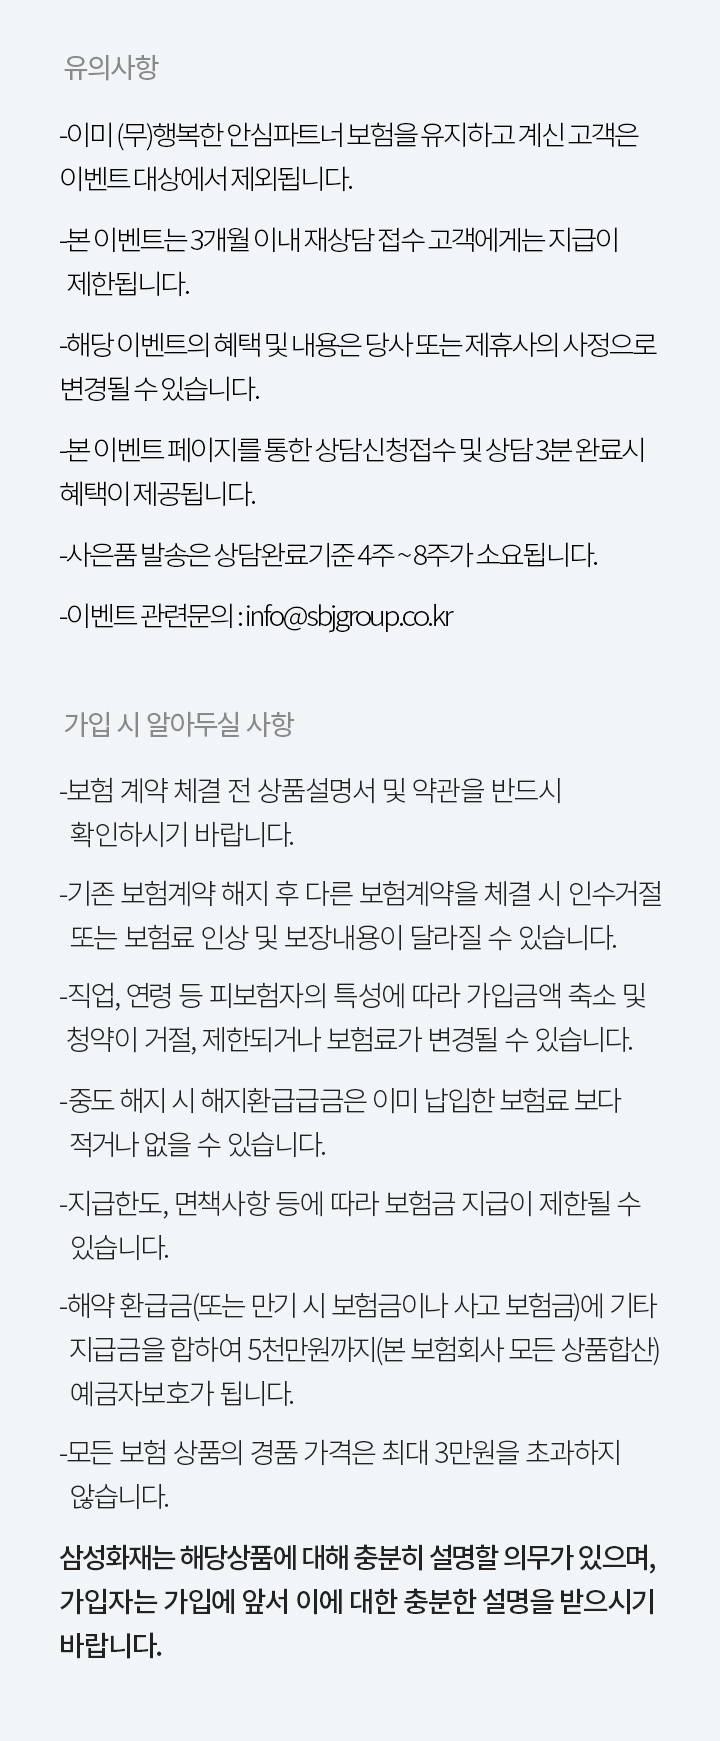 유의사항
-이미 (무)행복한 안심파트너 보험을 유지하고 계신 고객은
이벤트 대상에서 제외됩니다.
-본 이벤트는 3개월 이내 재상담 접수 고객에게는 지급이
제한됩니다.
-해당 이벤트의 혜택 및 내용은 당사 또는 제휴사의 사정으로
변경될 수 있습니다.
-본 이벤트 페이지를 통한 상담신청접수 및 상담 3분 완료시
혜택이 제공됩니다.
-사은품 발송은 상담완료기준 4주 ~ 8주가 소요됩니다.
-이벤트 관련문의 : info@sbjgroup.co.kr
가입 시 알아두실 사항
-보험 계약 체결 전 상품설명서 및 약관을 반드시
확인하시기 바랍니다.
-기존 보험계약 해지 후 다른 보험계약을 체결 시 인수거절
또는 보험료 인상 및 보장내용이 달라질 수 있습니다.
-직업, 연령 등 피보험자의 특성에 따라 가입금액 축소 및
청약이 거절, 제한되거나 보험료가 변경될 수 있습니다.
-중도 해지 시 해지환급급금은 이미 납입한 보험료 보다
적거나 없을 수 있습니다.
-지급한도, 면책사항 등에 따라 보험금 지급이 제한될 수
있습니다.
-해약 환급금(또는 만기 시 보험금이나 사고 보험금)에 기타
지급금을 합하여 5천만원까지(본 보험회사 모든 상품합산)
예금자보호가 됩니다.
-모든 보험 상품의 경품 가격은 최대 3만원을 초과하지
않습니다.
삼성화재는 해당상품에 대해 충분히 설명할 의무가 있으며,
가입자는 가입에 앞서 이에 대한 충분한 설명을 받으시기
바랍니다.